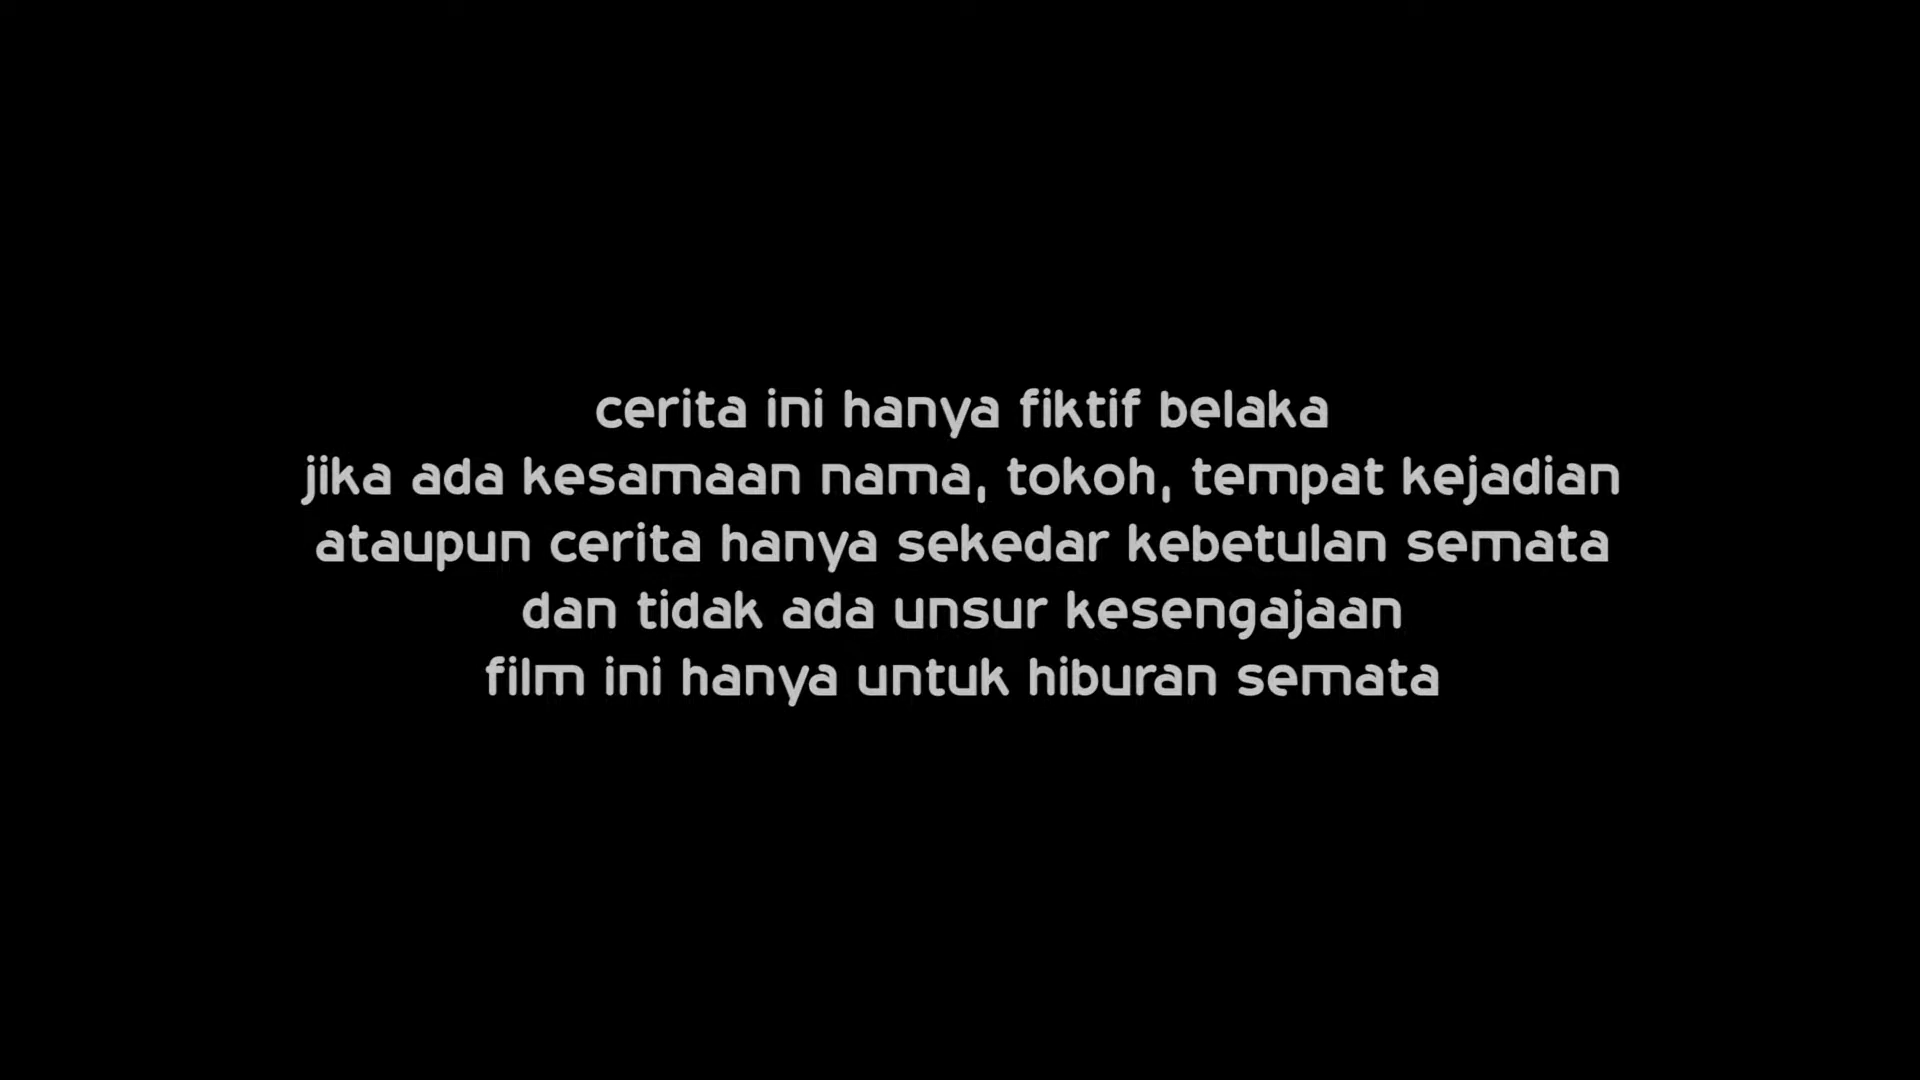 cerita ini hanya fiktif belaka
jika ada kesamaan nama, tokoh, tempat kejadian
ataupun cerita hanya sekedar kebetulan semata
dan tidak ada unsur kesengajaan
film ini hanya untuk hiburan semata